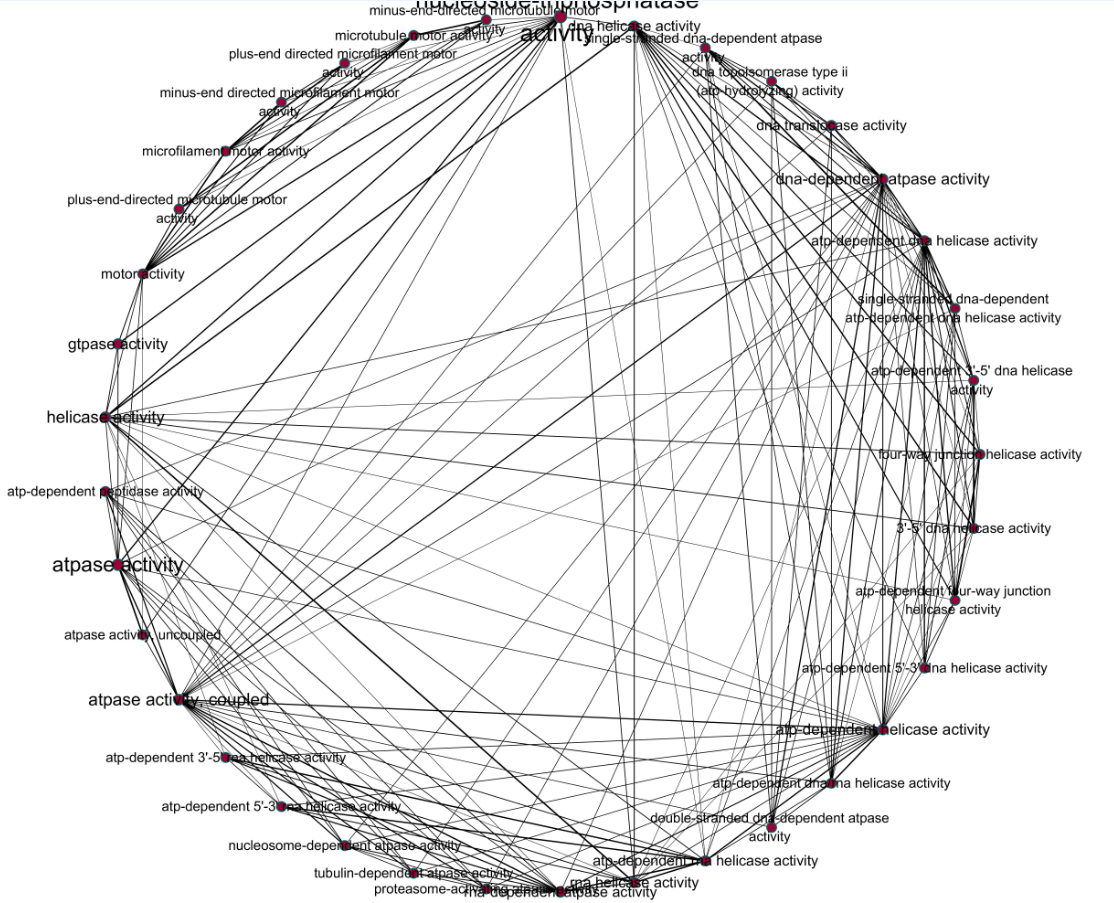 nucleoside-triphosphatase
activity
minus-end-directed microtubule motor
activity
microtubule motor activity
plus-end directed microfilament motor
activity
minus-end directed microfilament motor
activity
microfilament motor activity
plus-end-directed microtubule motor
activity
motor activity
gtpase activity
helicase activity
atp-dependent peptidase activity
atpase activity
atpase activity, uncoupled
atpase activity, coupled
atp-dependent 3'-5' rna helicase activity
atp-dependent 5'-3' rna helicase activity
nucleosome-dependent atpase activity
tubulin-dependent atpase activity
proteasome-activating atpase activity
rna-dependent atpase activity
rna helicase activity
atp-dependent rna helicase activity
double-stranded dna-dependent atpase
activity
atp-dependent dna/rna helicase activity
atp-dependent helicase activity
atp-dependent 5'-3' dna helicase activity
atp-dependent four-way junction
helicase activity
3'-5' dna helicase activity
four-way junction helicase activity
atp-dependent 3'-5' dna helicase
activity
single-stranded dna-dependent
atp-dependent dna helicase activity
atp-dependent dna helicase activity
dna-dependent atpase activity
dna translocase activity
dna topoisomerase type ii
(atp-hydrolyzing) activity
single-stranded dna-dependent atpase
activity
dna helicase activity